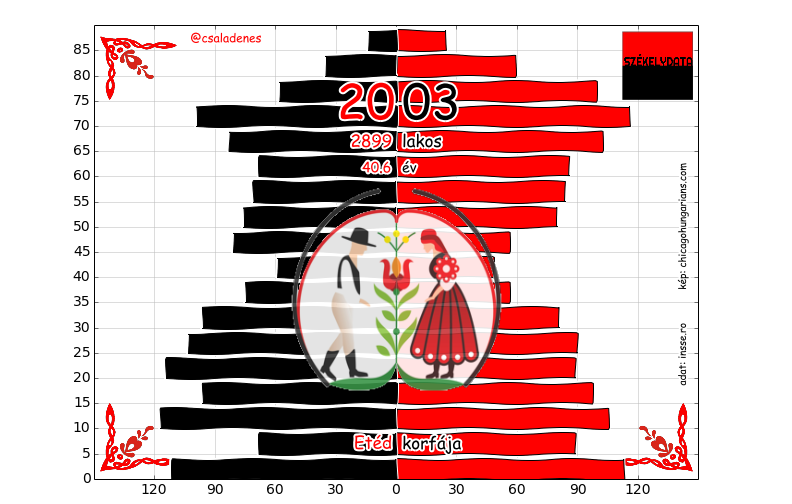 @csaladenes
SZÉKELYDATA
2003
2899 lakos
40.6 év
Etéd korfája
kép: chicagohungarians.com
adat: insse.ro
85
80
75
70
65
60
55
50
45
40
35
30
25
20
15
10
5
0
120 90 60 30 0 30 60 90 120